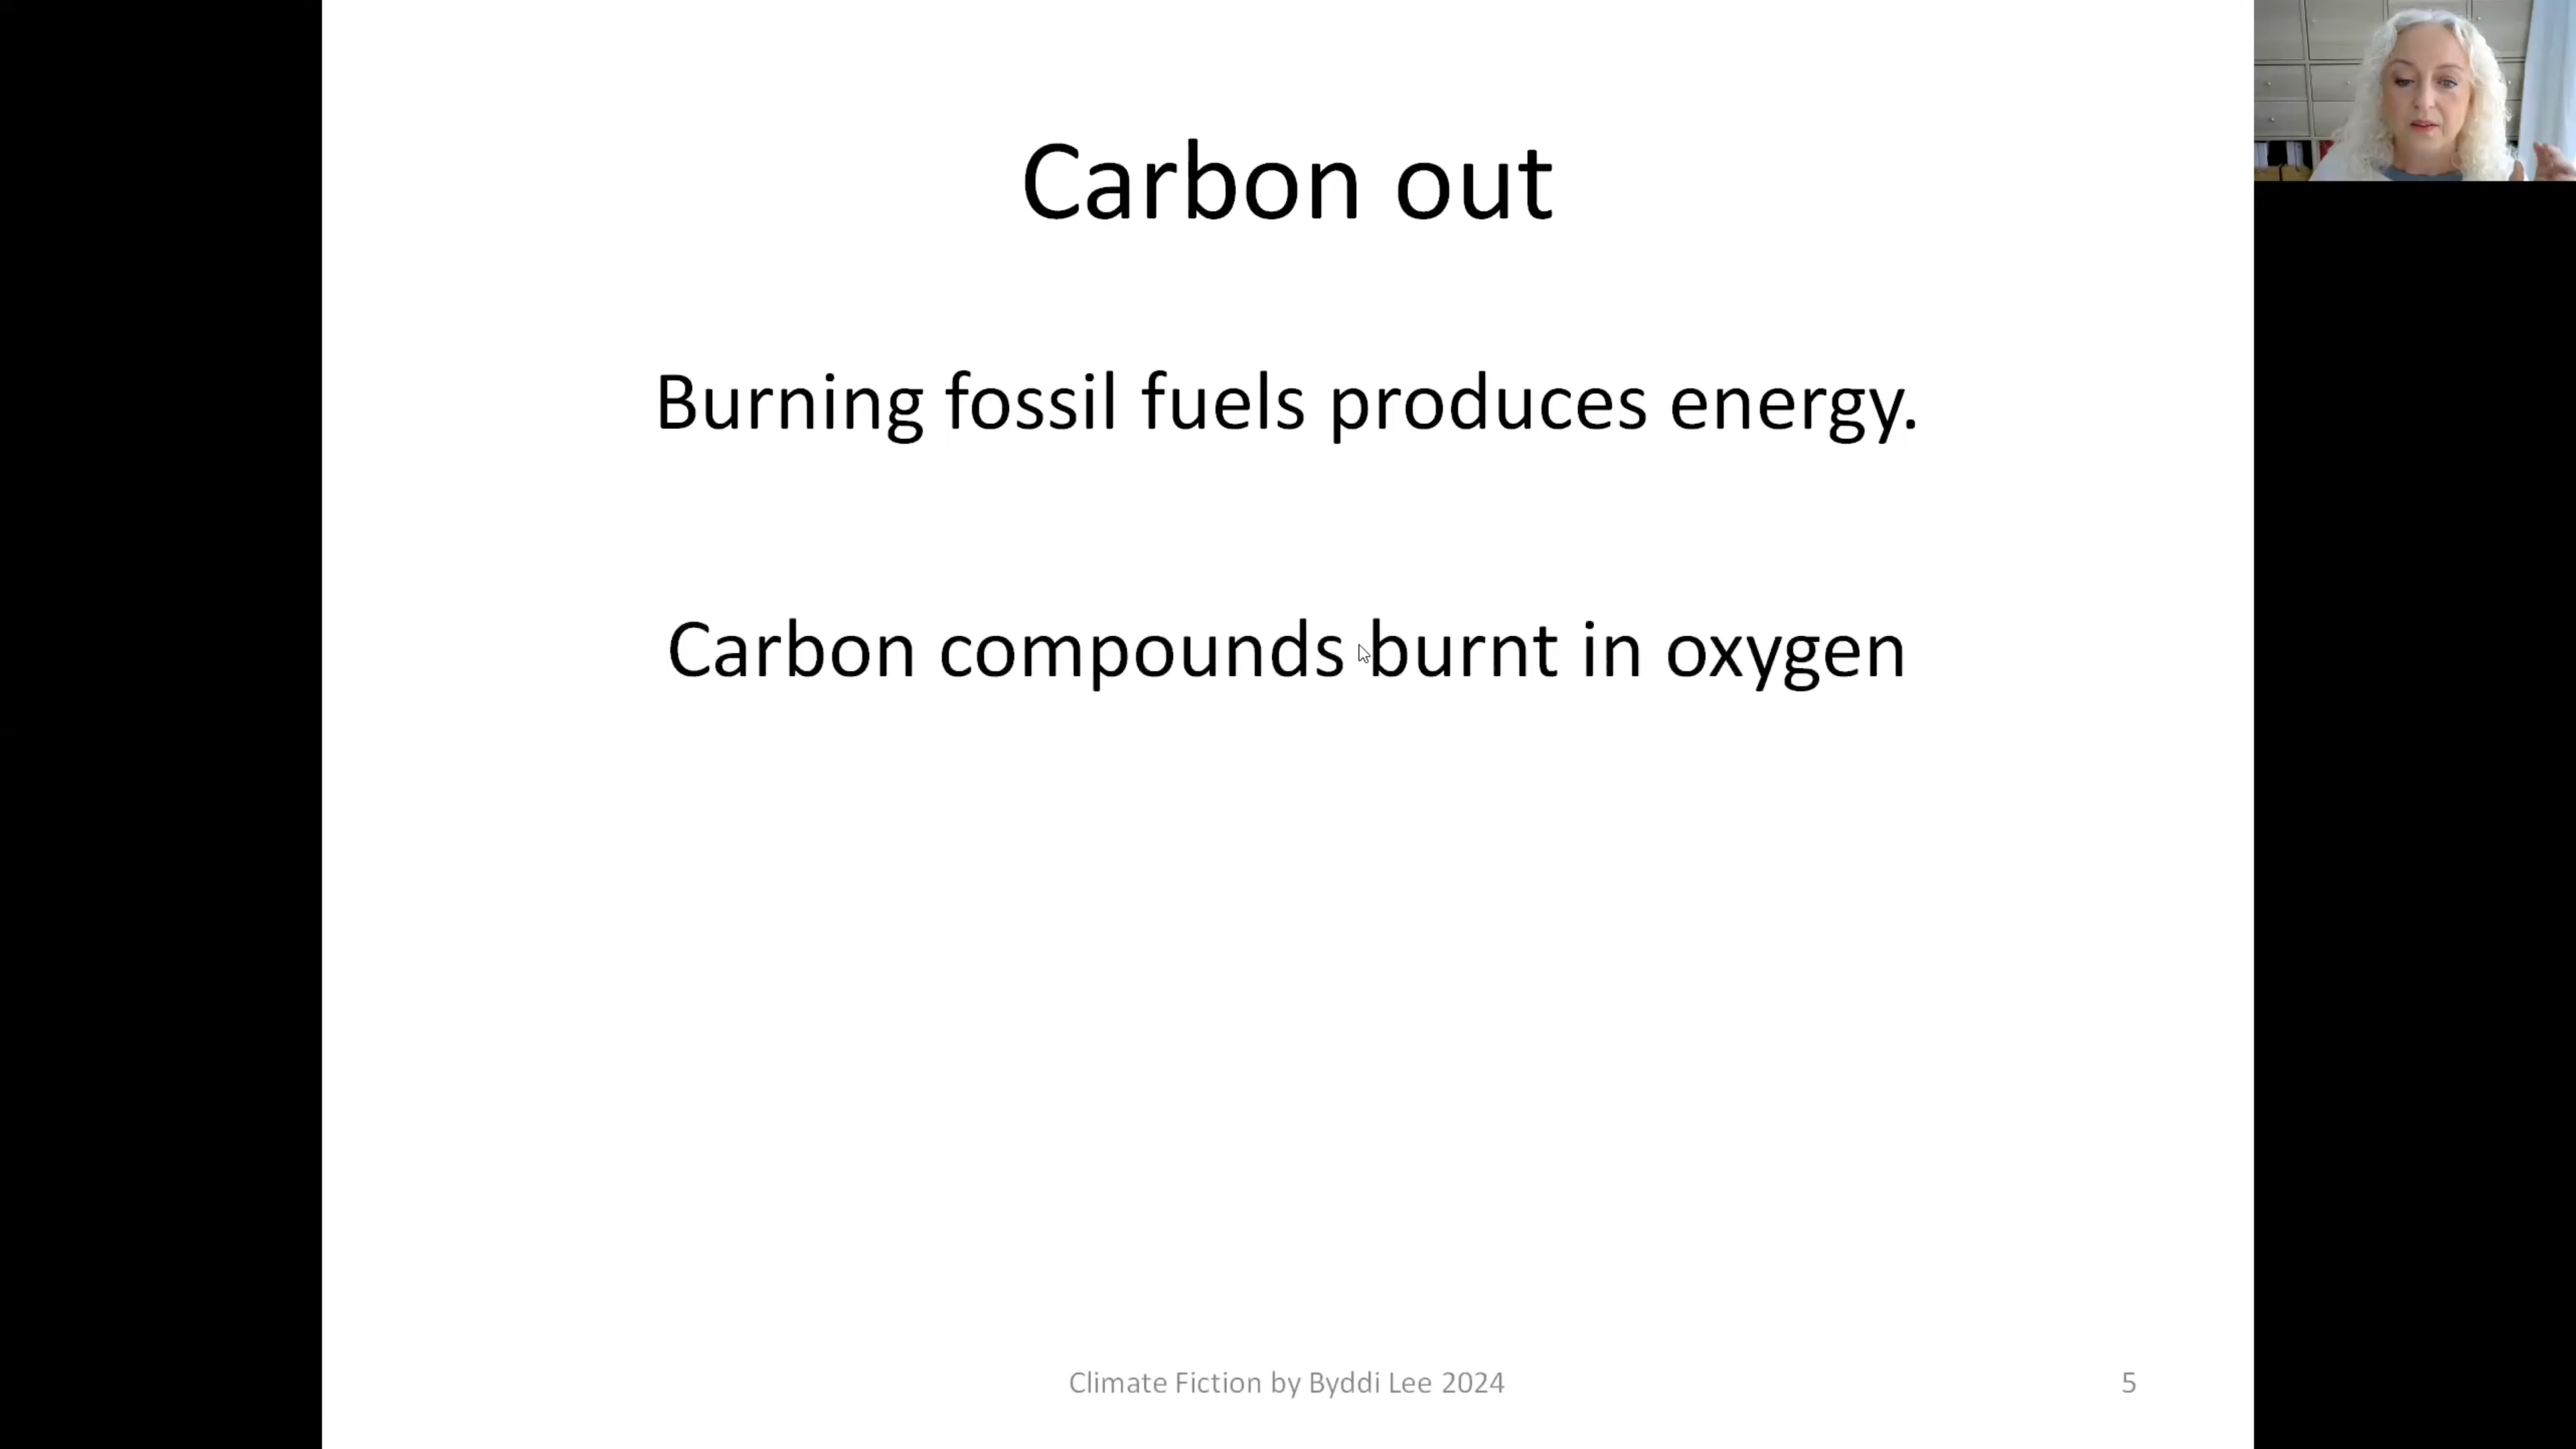 Carbon out
Burning fossil fuels produces energy.
Carbon compounds burnt in oxygen
Climate Fiction by Byddi Lee 2024
5